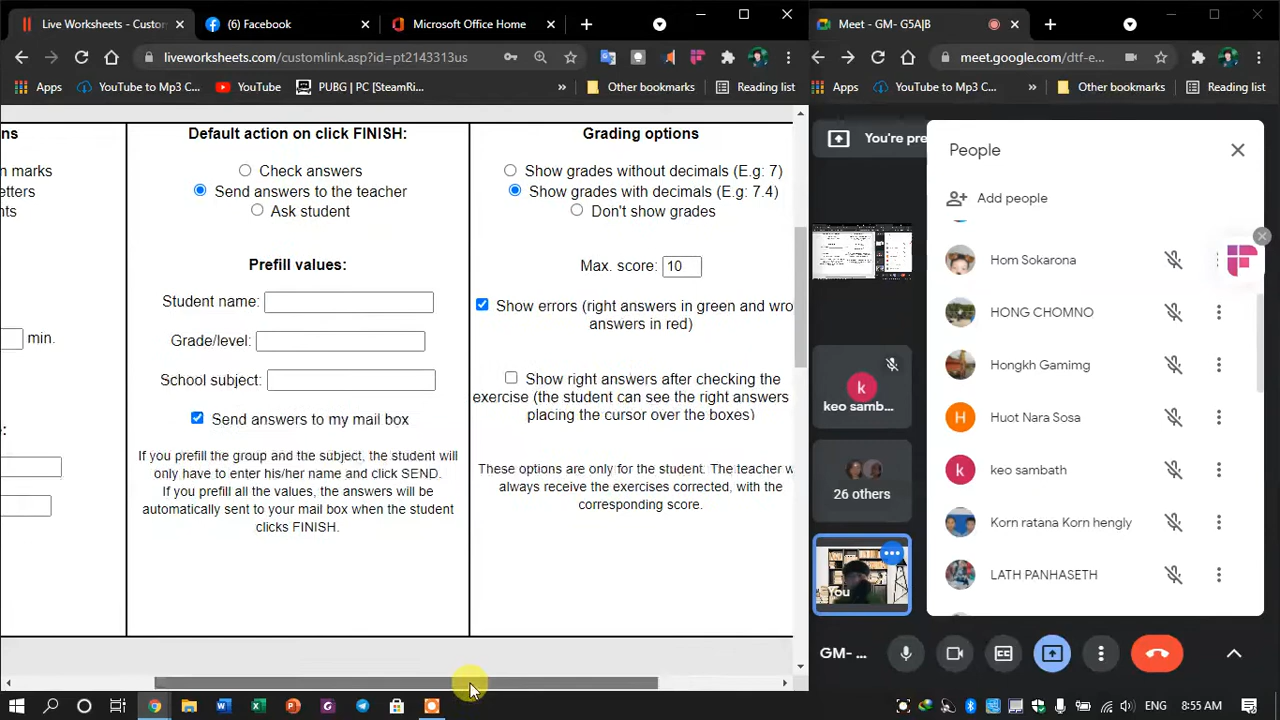 Live Worksheets - Custom
(6) Facebook
Microsoft Office Home
Meet - GM- G5A|B
liveworksheets.com/customlink.asp?id=pt2143313us
meet.google.com/dtf-e...
Apps
YouTube to Mp3 C...
YouTube
PUBG | PC [SteamRi...
»
Other bookmarks
Reading list
Apps
YouTube to Mp3 C...
»
Other bookmarks
Reading list
ns
n marks
etters
nts
min.
:
Default action on click FINISH:
Check answers
Send answers to the teacher
Ask student
Prefill values:
Student name:
Grade/level:
School subject:
Send answers to my mail box
If you prefill the group and the subject, the student will
only have to enter his/her name and click SEND.
If you prefill all the values, the answers will be
automatically sent to your mail box when the student
clicks FINISH.
Grading options
Show grades without decimals (E.g: 7)
Show grades with decimals (E.g: 7.4)
Don't show grades
Max. score: 10
Show errors (right answers in green and wro
answers in red)
Show right answers after checking the
exercise (the student can see the right answers
placing the cursor over the boxes)
These options are only for the student. The teacher w
always receive the exercises corrected, with the
corresponding score.
You're pre
keo samb...
26 others
You
People
Add people
Hom Sokarona
HONG CHOMNO
Hongkh Gamimg
H
Huot Nara Sosa
k
keo sambath
Korn ratana Korn hengly
LATH PANHASETH
GM- ...
ENG
8:55 AM